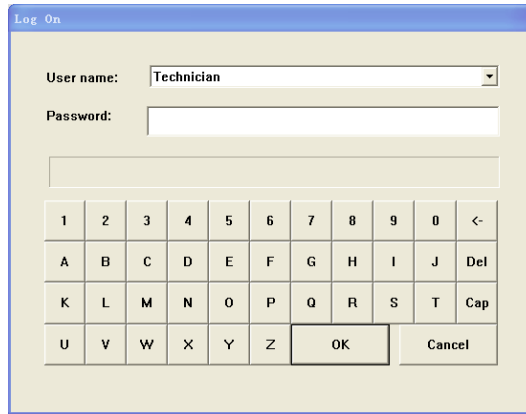 Log On
User name: Technician
Password:
1 2 3 4 5 6 7 8 9 0 <-
A B C D E F G H I J Del
K L M N O P Q R S T Cap
U V W X Y Z OK Cancel